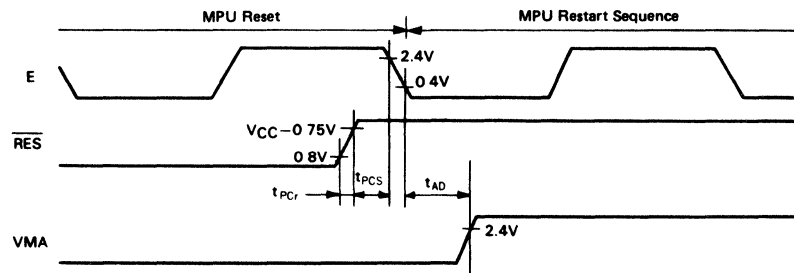 MPU Reset
MPU Restart Sequence
E
2.4V
0.4V
RES
VCC-0 75V
0 8V
tPCr
tPCS
tAD
VMA
2.4V